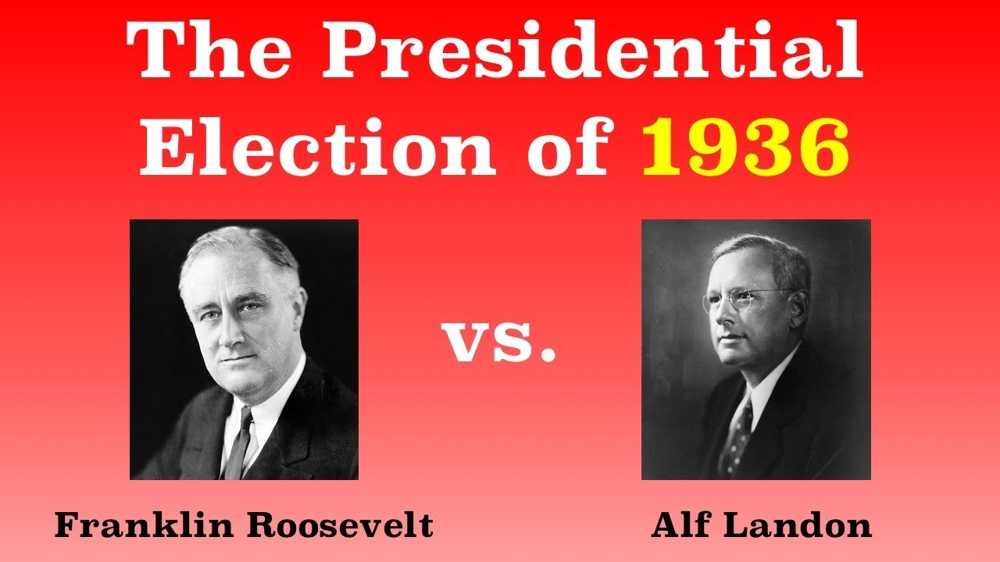 The Presidential
Election of 1936
vs.
Franklin Roosevelt
Alf Landon